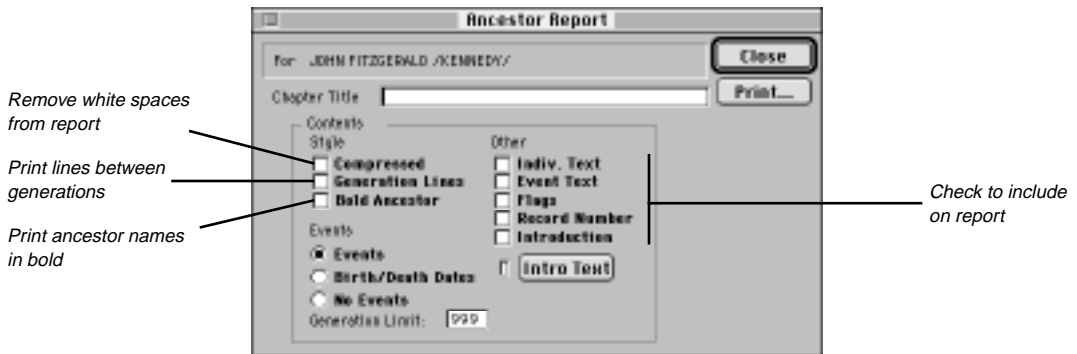 Ancestor Report
For JOHN FITZGERALD /KENNEDY/
Close
Chapter Title
Print...
Remove white spaces
from report
Print lines between
generations
Print ancestor names
in bold
Contents
Style
Compressed
Generation Lines
Bold Ancestor
Events
Events
Birth/Death Dates
No Events
Generation Limit: 999
Other
Indiv. Text
Event Text
Flags
Record Number
Introduction
Intro Text
Check to include
on report